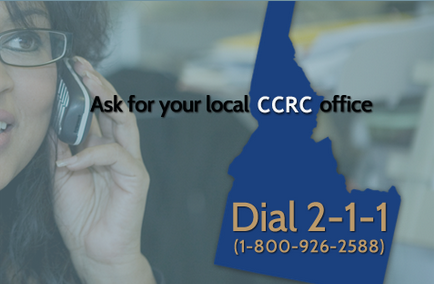 Ask for your local CCRC office
Dial 2-1-1
(1-800-926-2588)